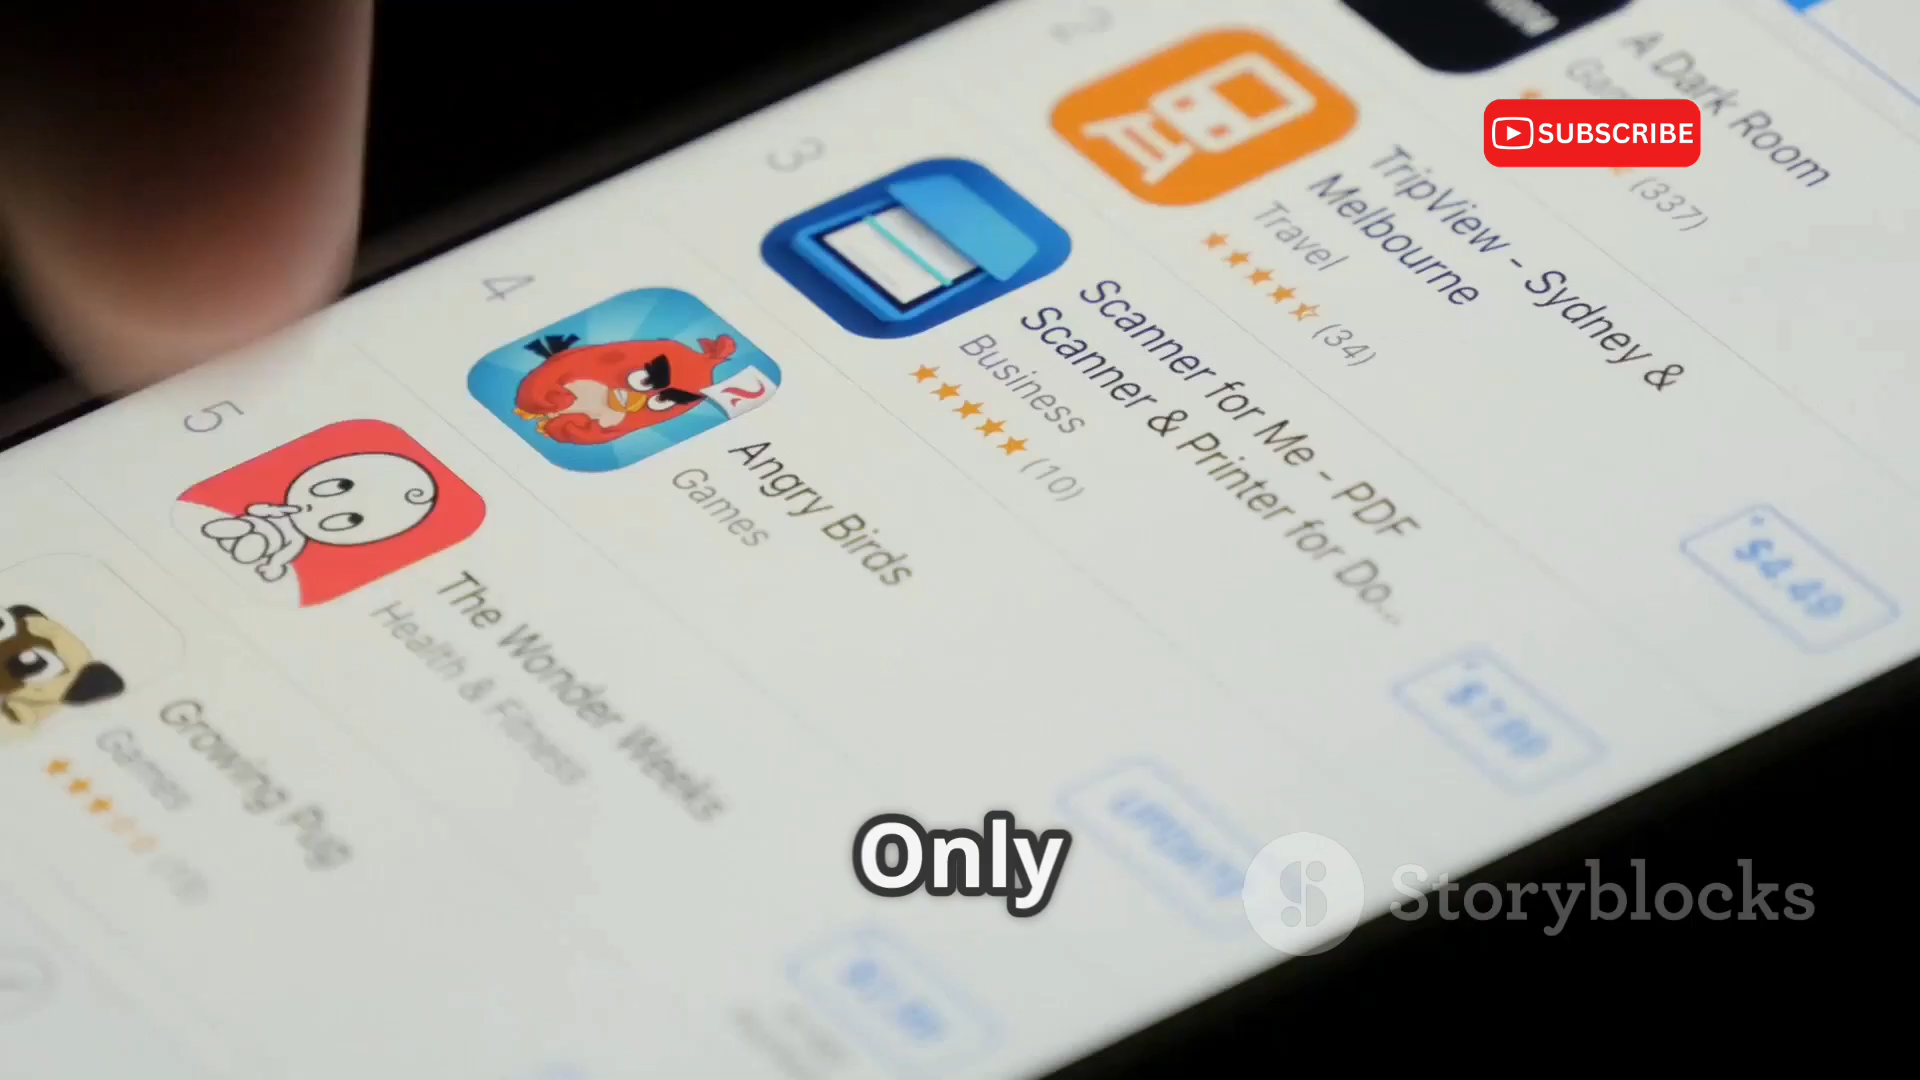 A Dark Room
(337)
SUBSCRIBE
2
TripView - Sydney &
Melbourne
Travel
(34)
$4.49
3
Scanner for Me - PDF
Scanner & Printer for Do...
Business
(10)
4
Angry Birds
Games
UPDATE
5
The Wonder Weeks
Health & Fitness
Growing Pug
Games
Only
Storyblocks